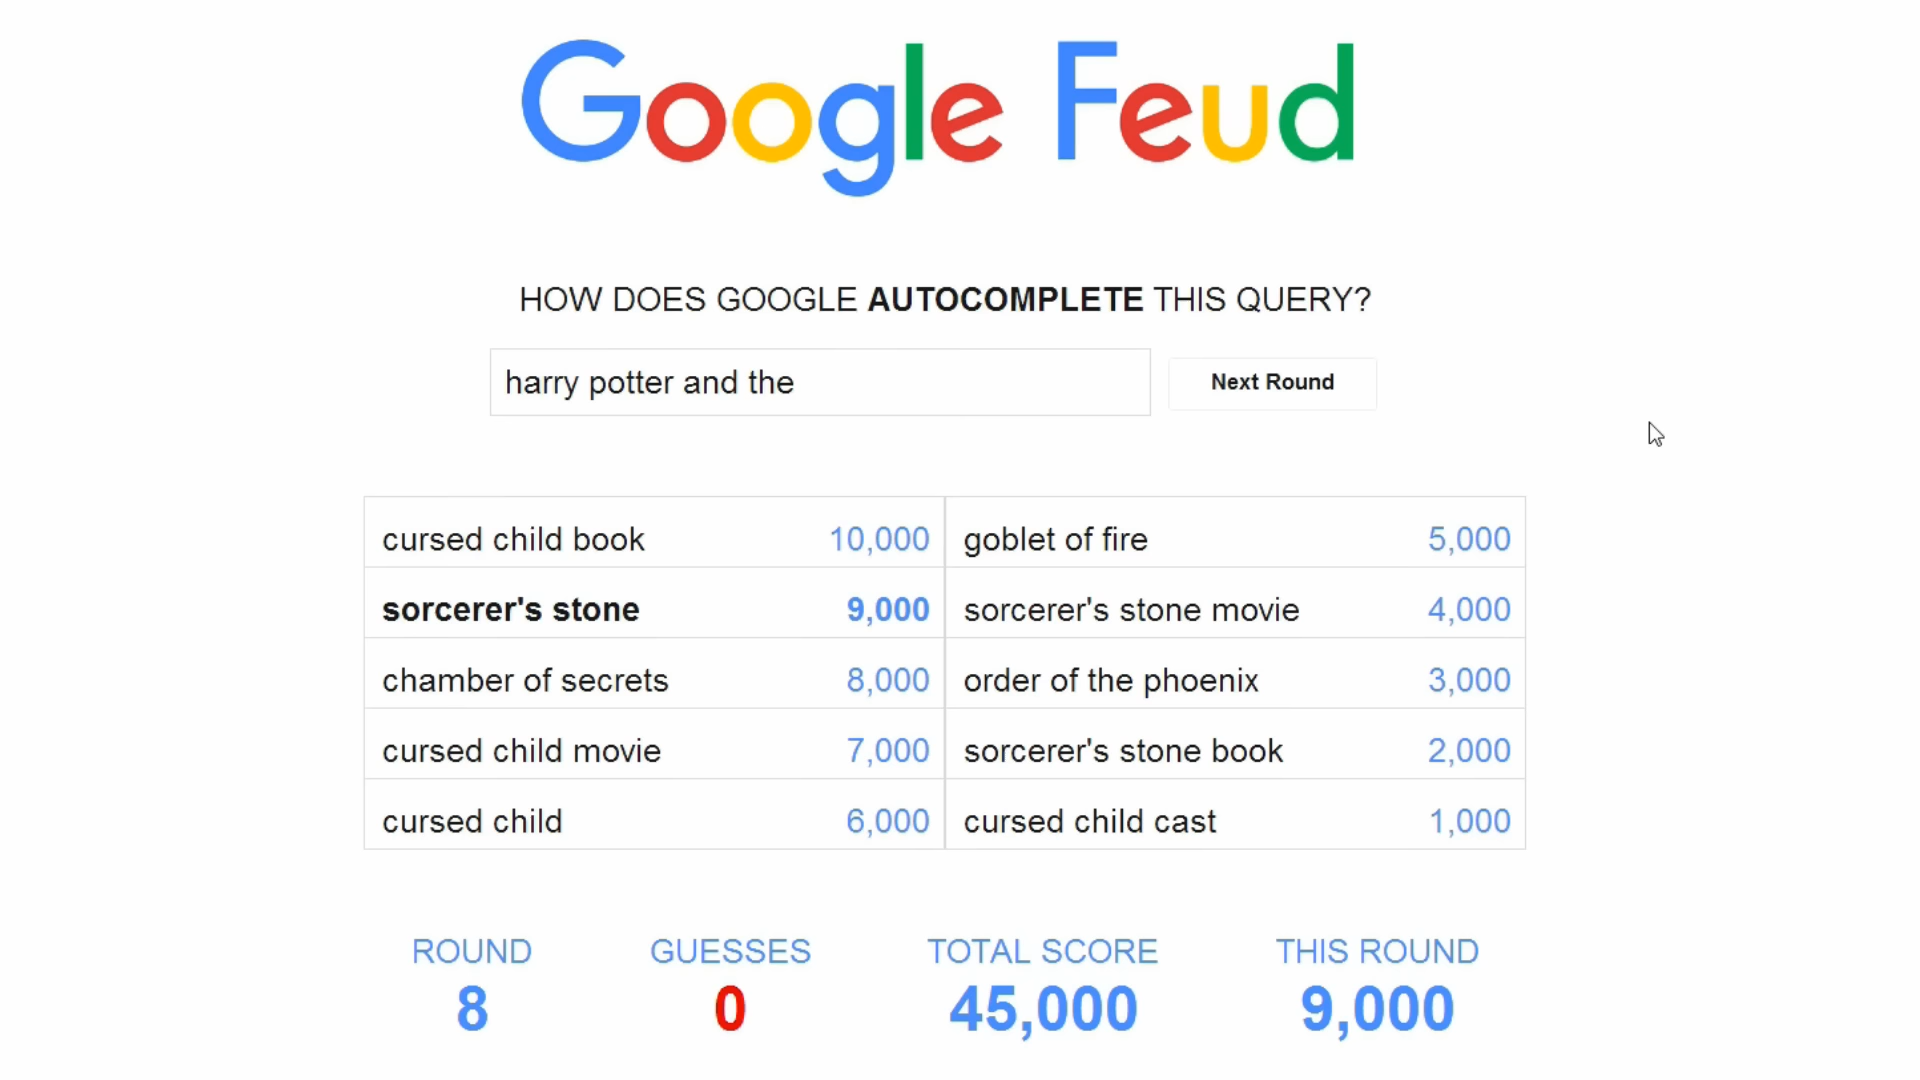 Google Feud
HOW DOES GOOGLE AUTOCOMPLETE THIS QUERY?
harry potter and the
Next Round
cursed child book 10,000
sorcerer's stone 9,000
chamber of secrets 8,000
cursed child movie 7,000
cursed child 6,000
goblet of fire 5,000
sorcerer's stone movie 4,000
order of the phoenix 3,000
sorcerer's stone book 2,000
cursed child cast 1,000
ROUND GUESSES TOTAL SCORE THIS ROUND
8 0 45,000 9,000